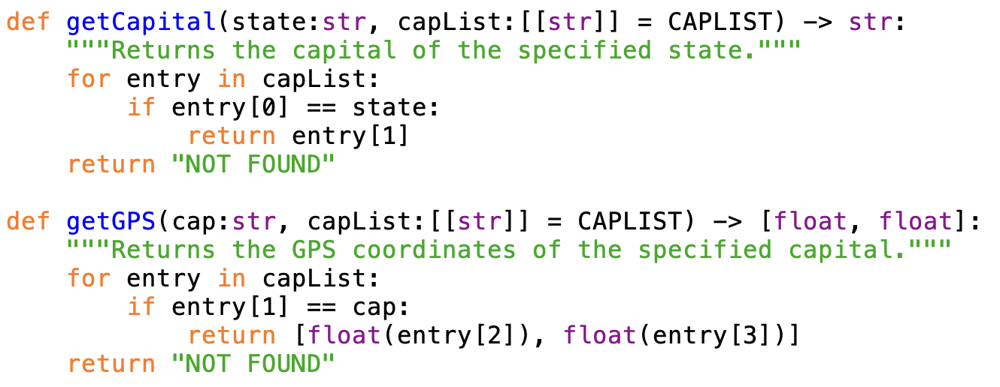 def getCapital(state:str, capList:[[str]] = CAPLIST) -> str:
    """Returns the capital of the specified state."""
    for entry in capList:
        if entry[0] == state:
            return entry[1]
    return "NOT FOUND"

def getGPS(cap:str, capList:[[str]] = CAPLIST) -> [float, float]:
    """Returns the GPS coordinates of the specified capital."""
    for entry in capList:
        if entry[1] == cap:
            return [float(entry[2]), float(entry[3])]
    return "NOT FOUND"